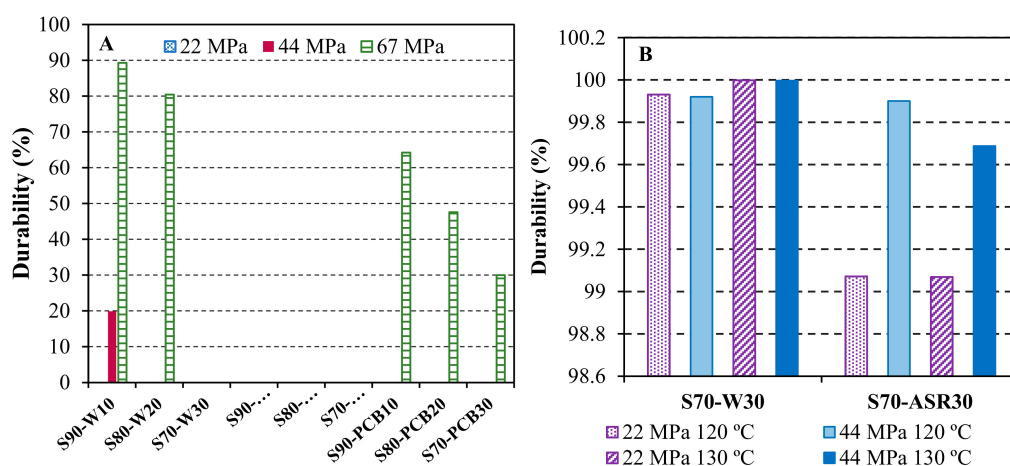 A
22 MPa
44 MPa
67 MPa
Durability (%)
100
90
80
70
60
50
40
30
20
10
0
S90-W10
S80-W20
S70-W30
S90-…
S80-…
S70-…
S90-PCB10
S80-PCB20
S70-PCB30
B
Durability (%)
100.2
100
99.8
99.6
99.4
99.2
99
98.8
98.6
S70-W30
S70-ASR30
22 MPa 120 ºC
44 MPa 120 ºC
22 MPa 130 ºC
44 MPa 130 ºC